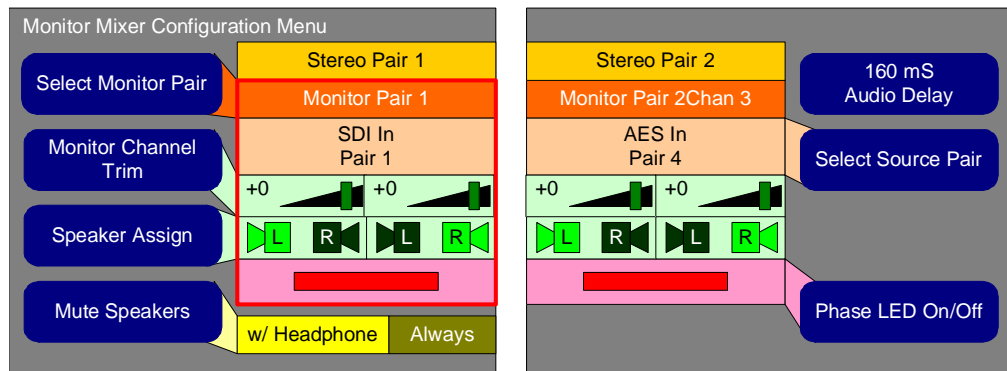 Monitor Mixer Configuration Menu
Select Monitor Pair
Monitor Channel
Trim
Speaker Assign
Mute Speakers
Stereo Pair 1
Monitor Pair 1
SDI In
Pair 1
+0
+0
L
R
L
R
w/ Headphone
Always
Stereo Pair 2
Monitor Pair 2Chan 3
AES In
Pair 4
+0
+0
L
R
L
R
160 mS
Audio Delay
Select Source Pair
Phase LED On/Off